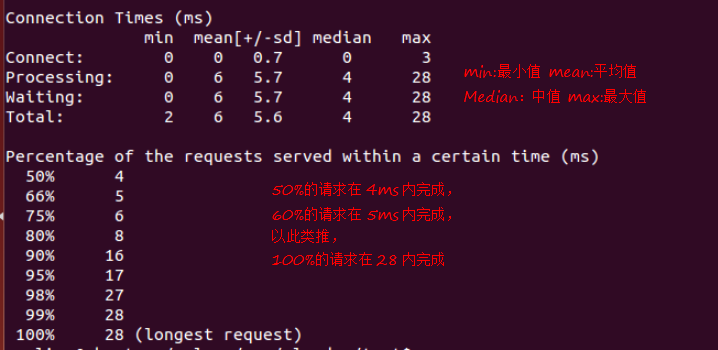 Connection Times (ms)
min mean[+/-sd] median max
Connect: 0 0 0.7 0 3
Processing: 0 6 5.7 4 28
Waiting: 0 6 5.7 4 28
Total: 2 6 5.6 4 28
min:最小值 mean:平均值
Median: 中值 max:最大值
Percentage of the requests served within a certain time (ms)
50% 4
66% 5
75% 6
80% 8
90% 16
95% 17
98% 27
99% 28
100% 28 (longest request)
50%的请求在 4ms 内完成,
60%的请求在 5ms 内完成,
以此类推,
100%的请求在 28 内完成